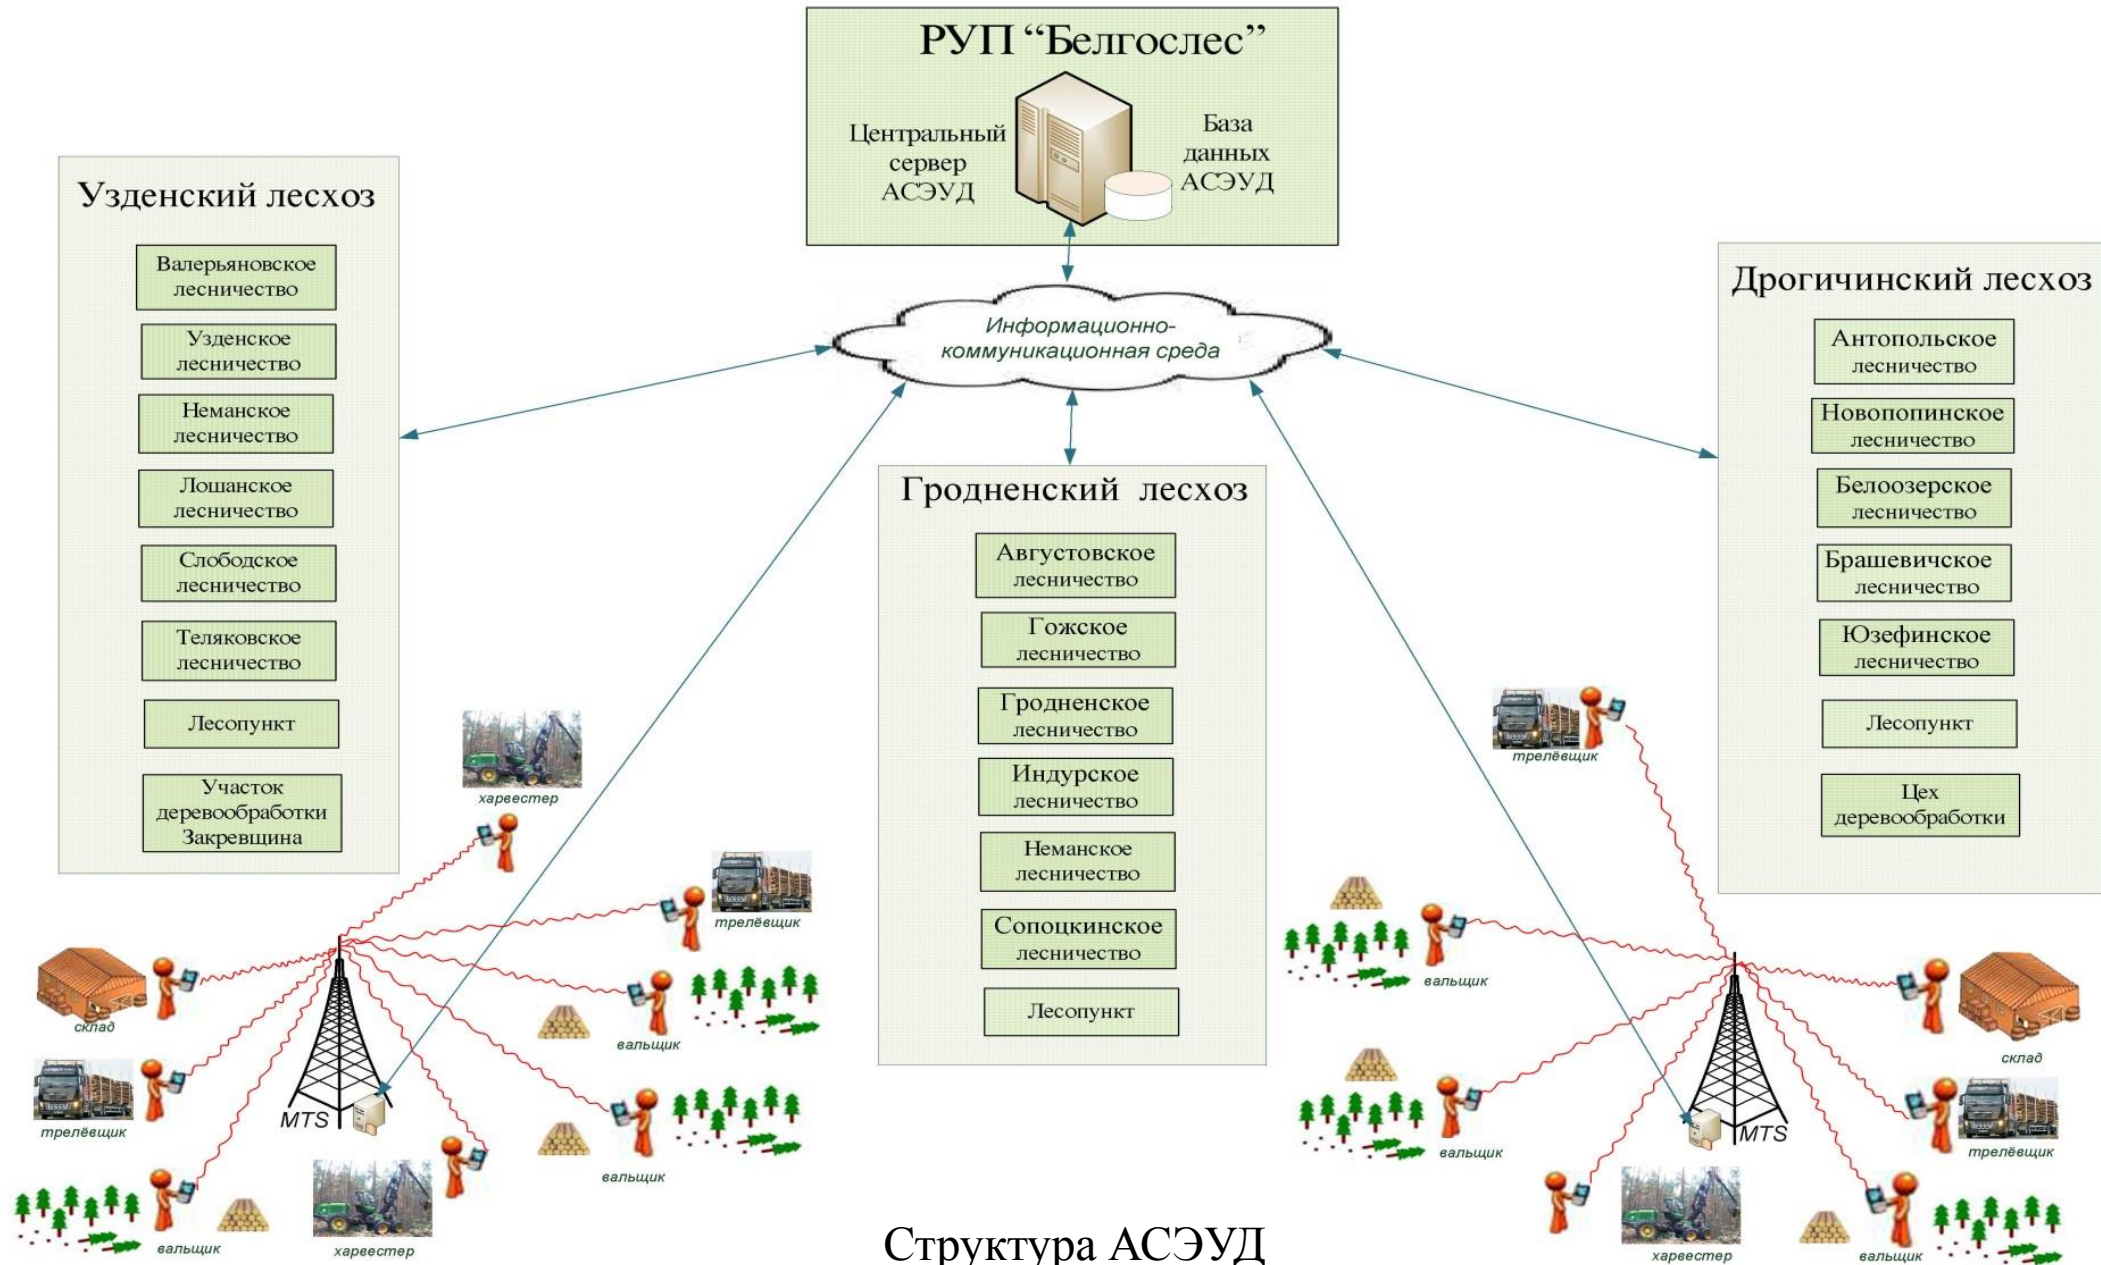 РУП “Белгослес”
Центральный
сервер
АСЭУД
База
данных
АСЭУД
Информационно-
коммуникационная среда
Узденский лесхоз
Валерьяновское
лесничество
Узденское
лесничество
Неманское
лесничество
Лошанское
лесничество
Слободское
лесничество
Теляковское
лесничество
Лесопункт
Участок
деревообработки
Закревщина
Гродненский лесхоз
Августовское
лесничество
Гожское
лесничество
Гродненское
лесничество
Индурское
лесничество
Неманское
лесничество
Сопоцкинское
лесничество
Лесопункт
Дрогичинский лесхоз
Антопольское
лесничество
Новопопинское
лесничество
Белоозерское
лесничество
Брашевичское
лесничество
Юзефинское
лесничество
Лесопункт
Цех
деревообработки
харвестер
трелёвщик
склад
вальщик
трелёвщик
MTS
вальщик
вальщик
харвестер
трелёвщик
вальщик
склад
MTS
вальщик
трелёвщик
харвестер
вальщик
Структура АСЭУД